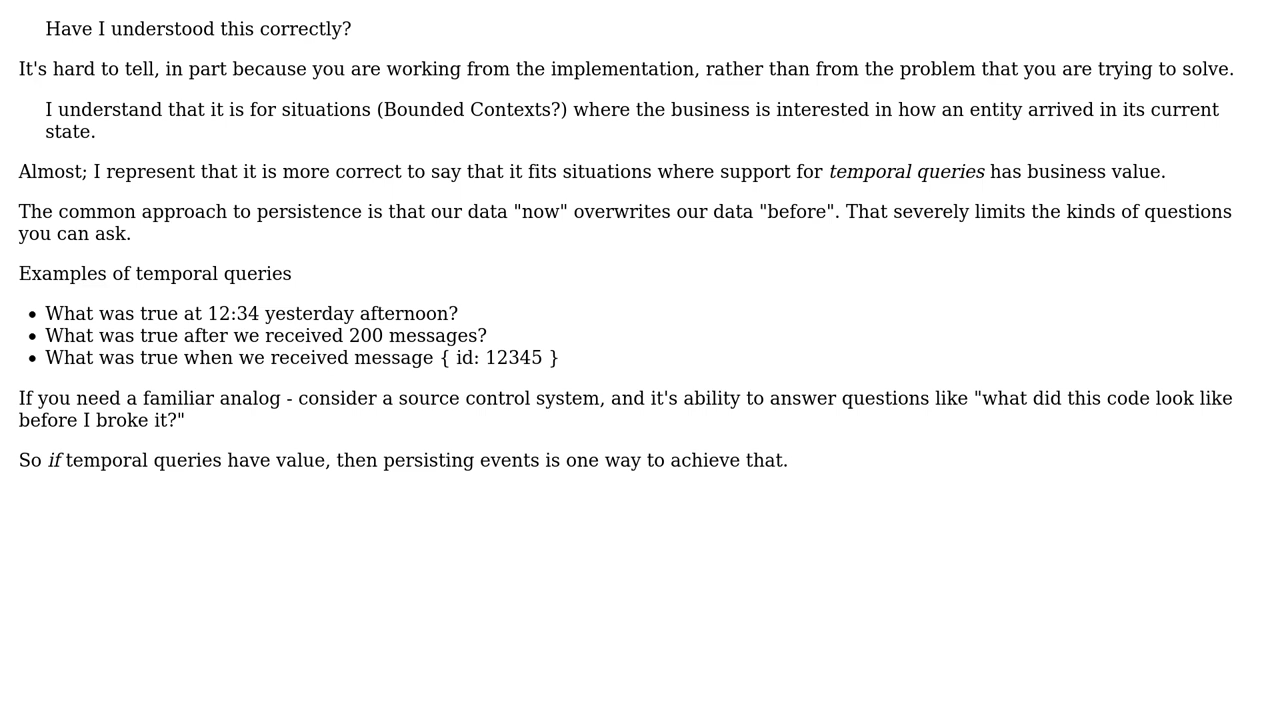 Have I understood this correctly?
It's hard to tell, in part because you are working from the implementation, rather than from the problem that you are trying to solve.
I understand that it is for situations (Bounded Contexts?) where the business is interested in how an entity arrived in its current
state.
Almost; I represent that it is more correct to say that it fits situations where support for temporal queries has business value.
The common approach to persistence is that our data "now" overwrites our data "before". That severely limits the kinds of questions
you can ask.
Examples of temporal queries
• What was true at 12:34 yesterday afternoon?
• What was true after we received 200 messages?
• What was true when we received message { id: 12345 }
If you need a familiar analog - consider a source control system, and it's ability to answer questions like "what did this code look like
before I broke it?"
So if temporal queries have value, then persisting events is one way to achieve that.